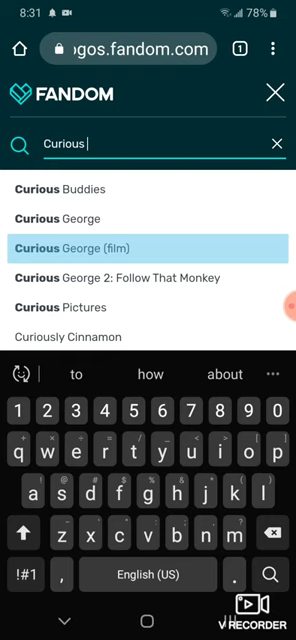 8:31 78%
ogos.fandom.com 1
FANDOM
Curious
Curious Buddies
Curious George
Curious George (film)
Curious George 2: Follow That Monkey
Curious Pictures
Curiously Cinnamon
to how about
1 2 3 4 5 6 7 8 9 0
q w e r t y u i o p
a s d f g h j k l
z x c v b n m
!#1 , English (US) .
V RECORDER